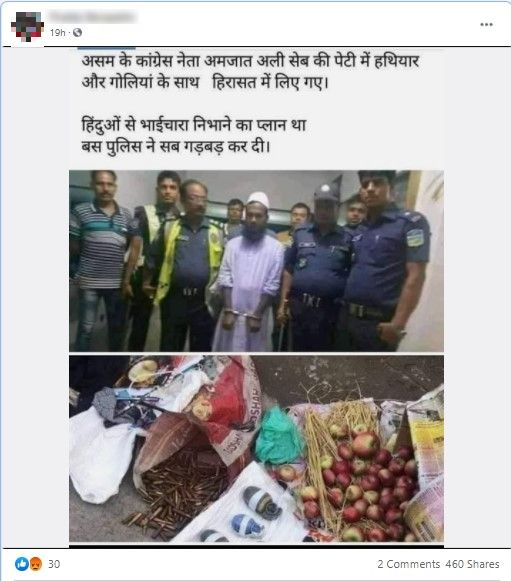 19h
असम के कांग्रेस नेता अमजात अली सेब की पेटी में हथियार
और गोलियां के साथ हिरासत में लिए गए।
हिंदुओं से भाईचारा निभाने का प्लान था
बस पुलिस ने सब गड़बड़ कर दी।
30
2 Comments 460 Shares